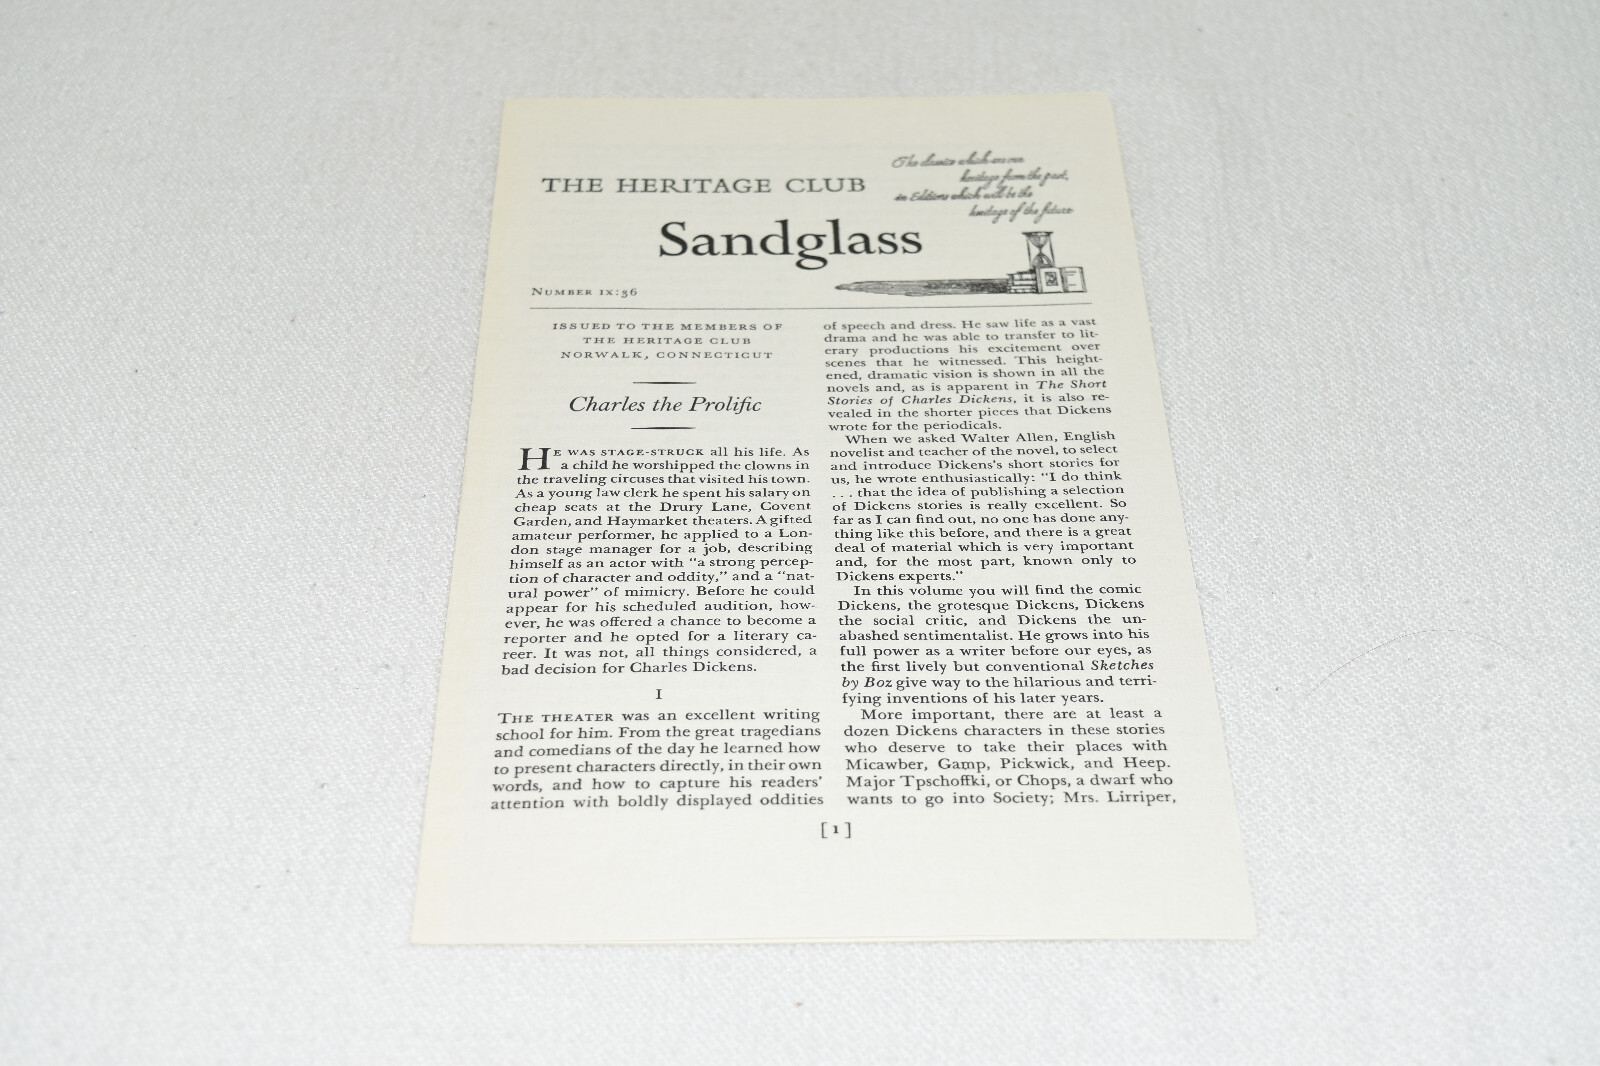 THE HERITAGE CLUB
The classics which are our
heritage from the past,
in Editions which will be the
heritage of the future
Sandglass
NUMBER IX:36
ISSUED TO THE MEMBERS OF
THE HERITAGE CLUB
NORWALK, CONNECTICUT
Charles the Prolific
HE WAS STAGE-STRUCK all his life. As
a child he worshipped the clowns in
the traveling circuses that visited his town.
As a young law clerk he spent his salary on
cheap seats at the Drury Lane, Covent
Garden, and Haymarket theaters. A gifted
amateur performer, he applied to a Lon-
don stage manager for a job, describing
himself as an actor with "a strong percep-
tion of character and oddity," and a "nat-
ural power" of mimicry. Before he could
appear for his scheduled audition, how-
ever, he was offered a chance to become a
reporter and he opted for a literary ca-
reer. It was not, all things considered, a
bad decision for Charles Dickens.
I
THE THEATER was an excellent writing
school for him. From the great tragedians
and comedians of the day he learned how
to present characters directly, in their own
words, and how to capture his readers'
attention with boldly displayed oddities
of speech and dress. He saw life as a vast
drama and he was able to transfer to lit-
erary productions his excitement over
scenes that he witnessed. This height-
ened, dramatic vision is shown in all the
novels and, as is apparent in The Short
Stories of Charles Dickens, it is also re-
vealed in the shorter pieces that Dickens
wrote for the periodicals.
When we asked Walter Allen, English
novelist and teacher of the novel, to select
and introduce Dickens's short stories for
us, he wrote enthusiastically: "I do think
. . . that the idea of publishing a selection
of Dickens stories is really excellent. So
far as I can find out, no one has done any-
thing like this before, and there is a great
deal of material which is very important
and, for the most part, known only to
Dickens experts."
In this volume you will find the comic
Dickens, the grotesque Dickens, Dickens
the social critic, and Dickens the un-
abashed sentimentalist. He grows into his
full power as a writer before our eyes, as
the first lively but conventional Sketches
by Boz give way to the hilarious and terri-
fying inventions of his later years.
More important, there are at least a
dozen Dickens characters in these stories
who deserve to take their places with
Micawber, Gamp, Pickwick, and Heep.
Major Tpschoffki, or Chops, a dwarf who
wants to go into Society; Mrs. Lirriper,
[ 1 ]